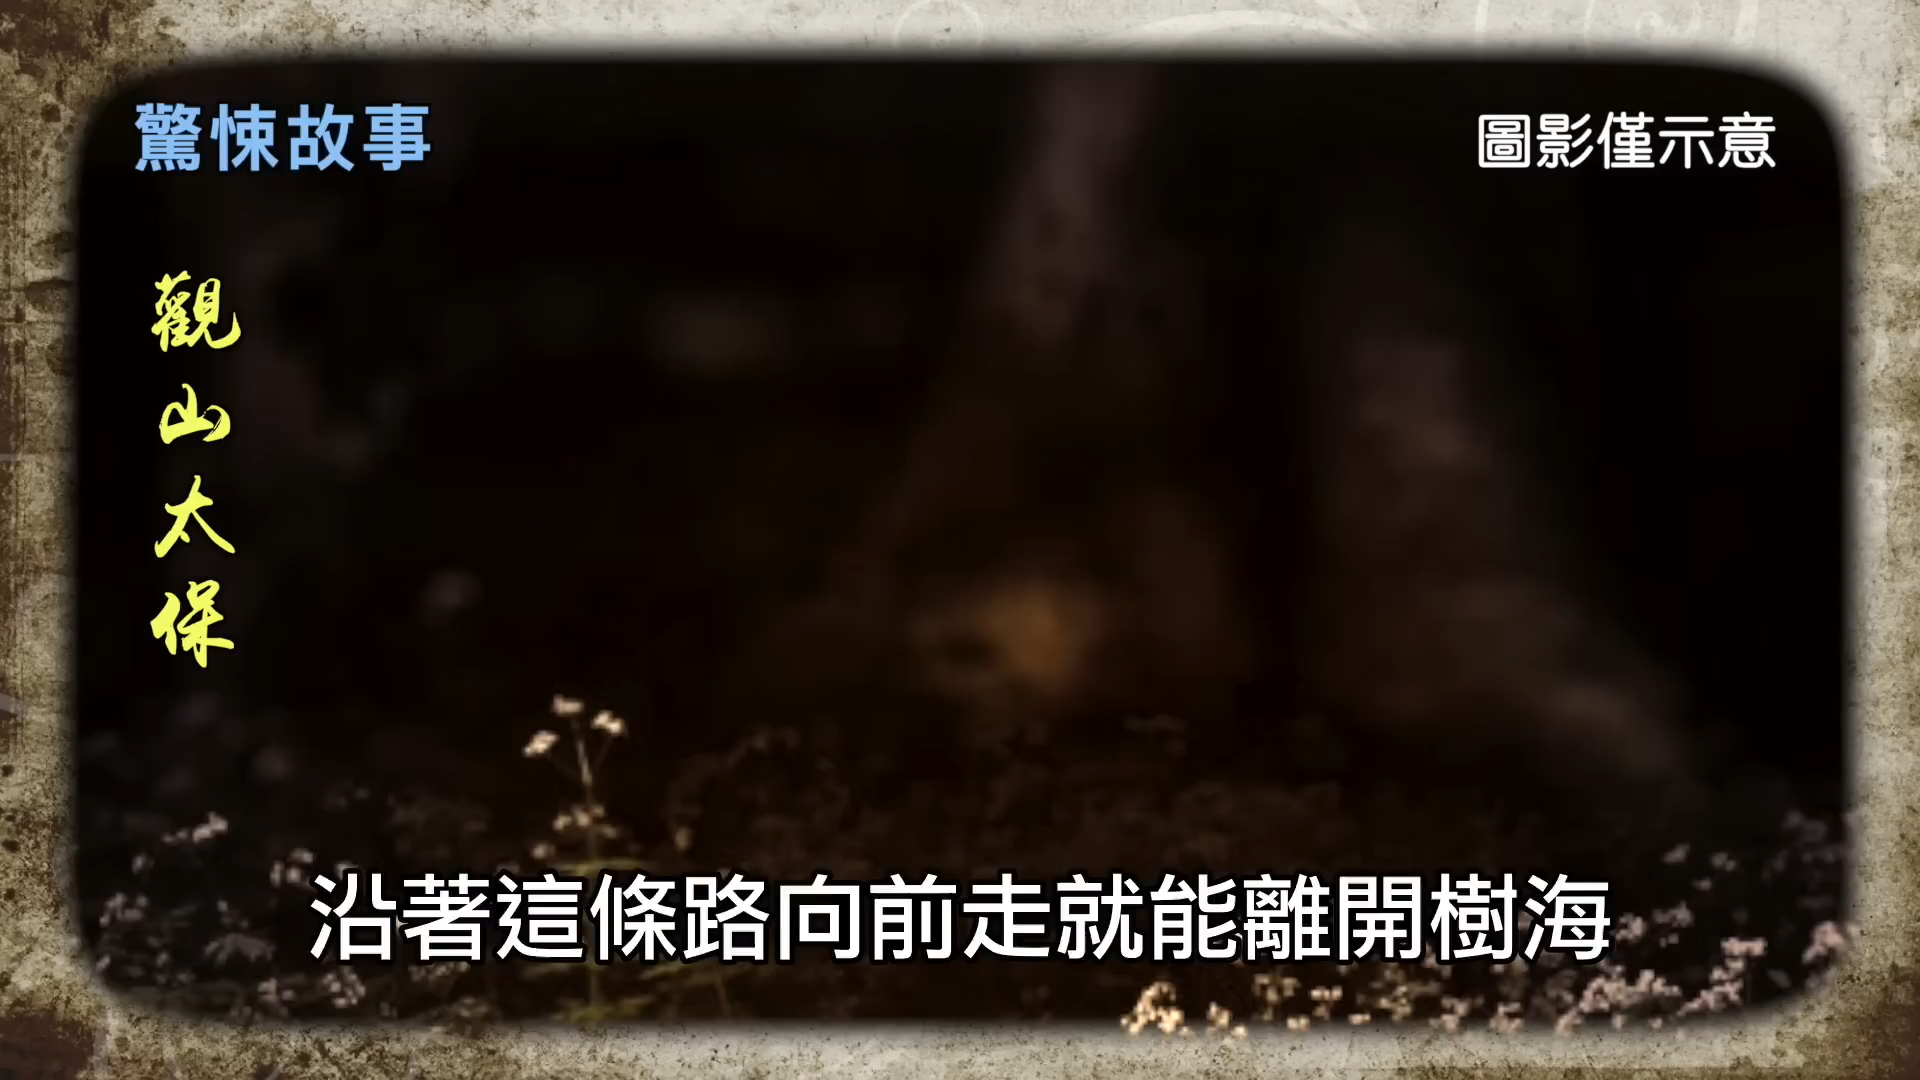 驚悚故事
圖影僅示意
觀山太保
沿著這條路向前走就能離開樹海